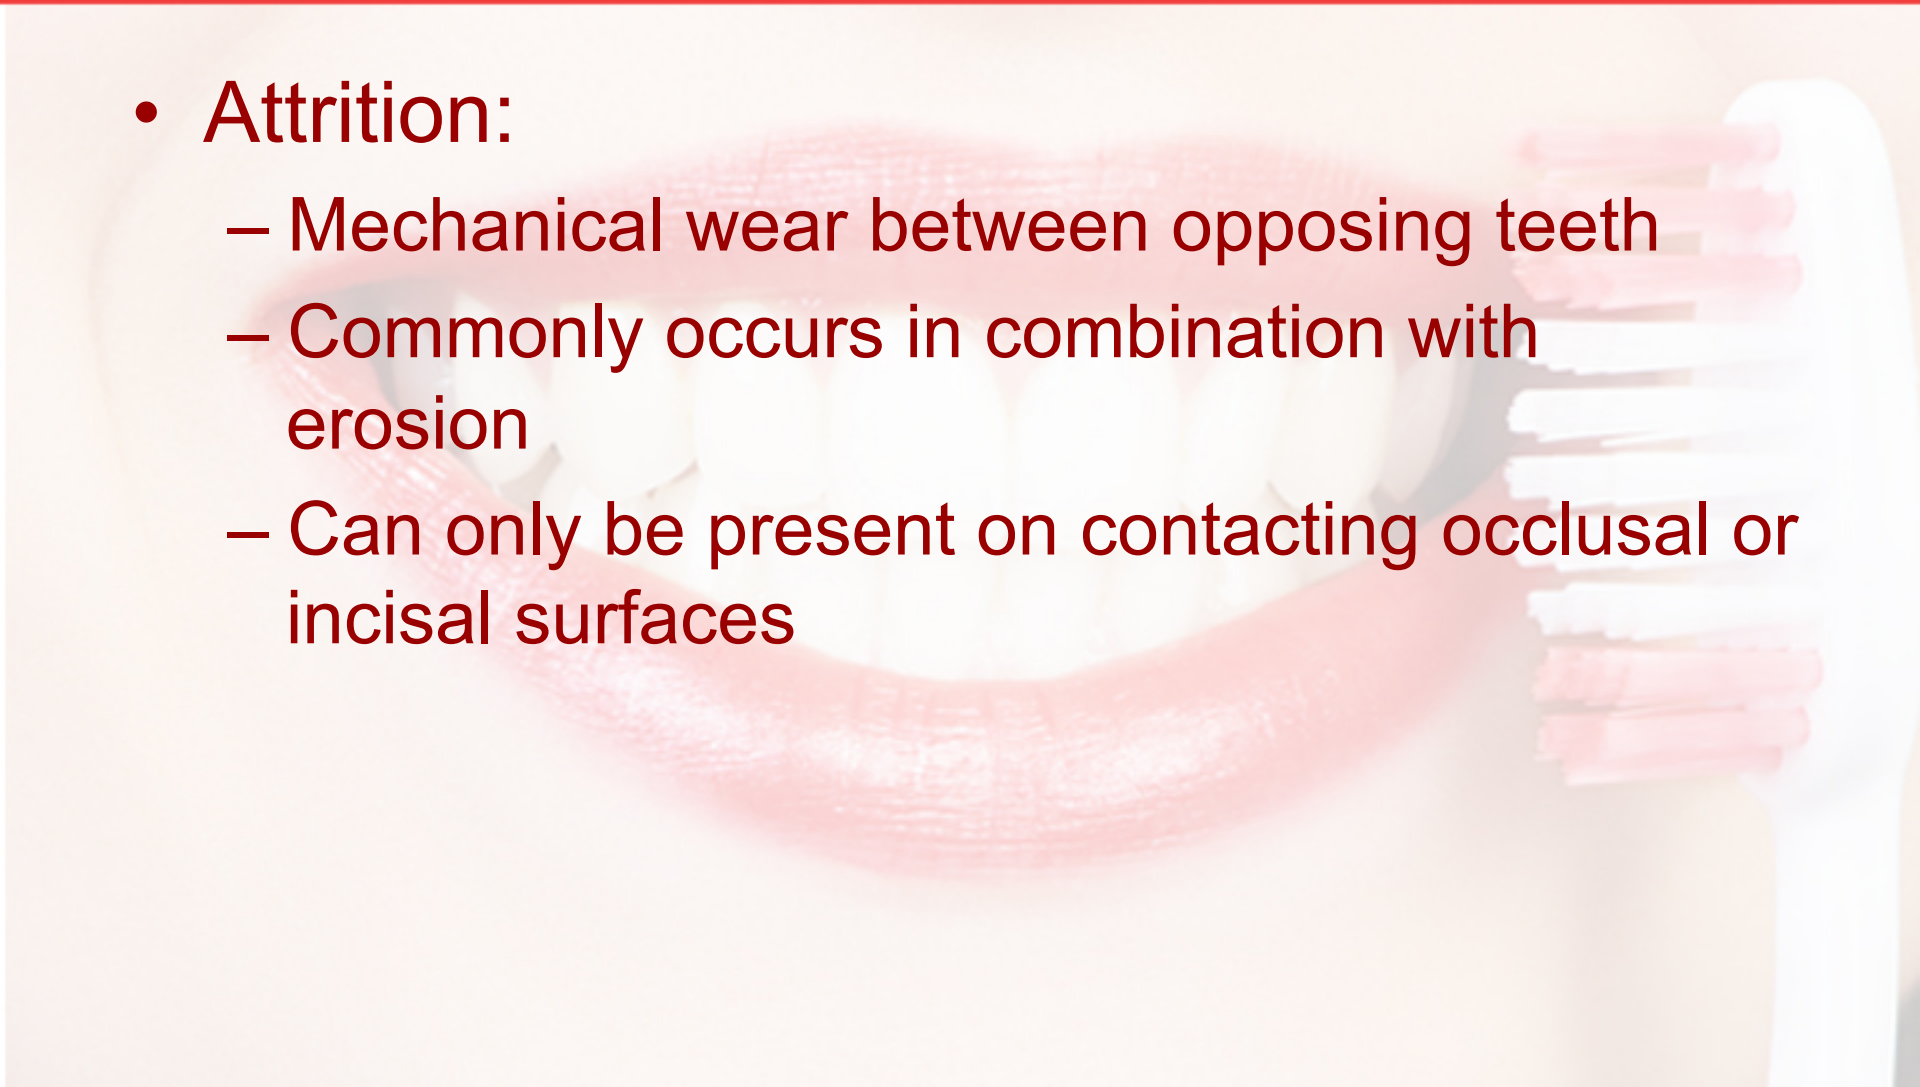 • Attrition:
– Mechanical wear between opposing teeth
– Commonly occurs in combination with
erosion
– Can only be present on contacting occlusal or
incisal surfaces